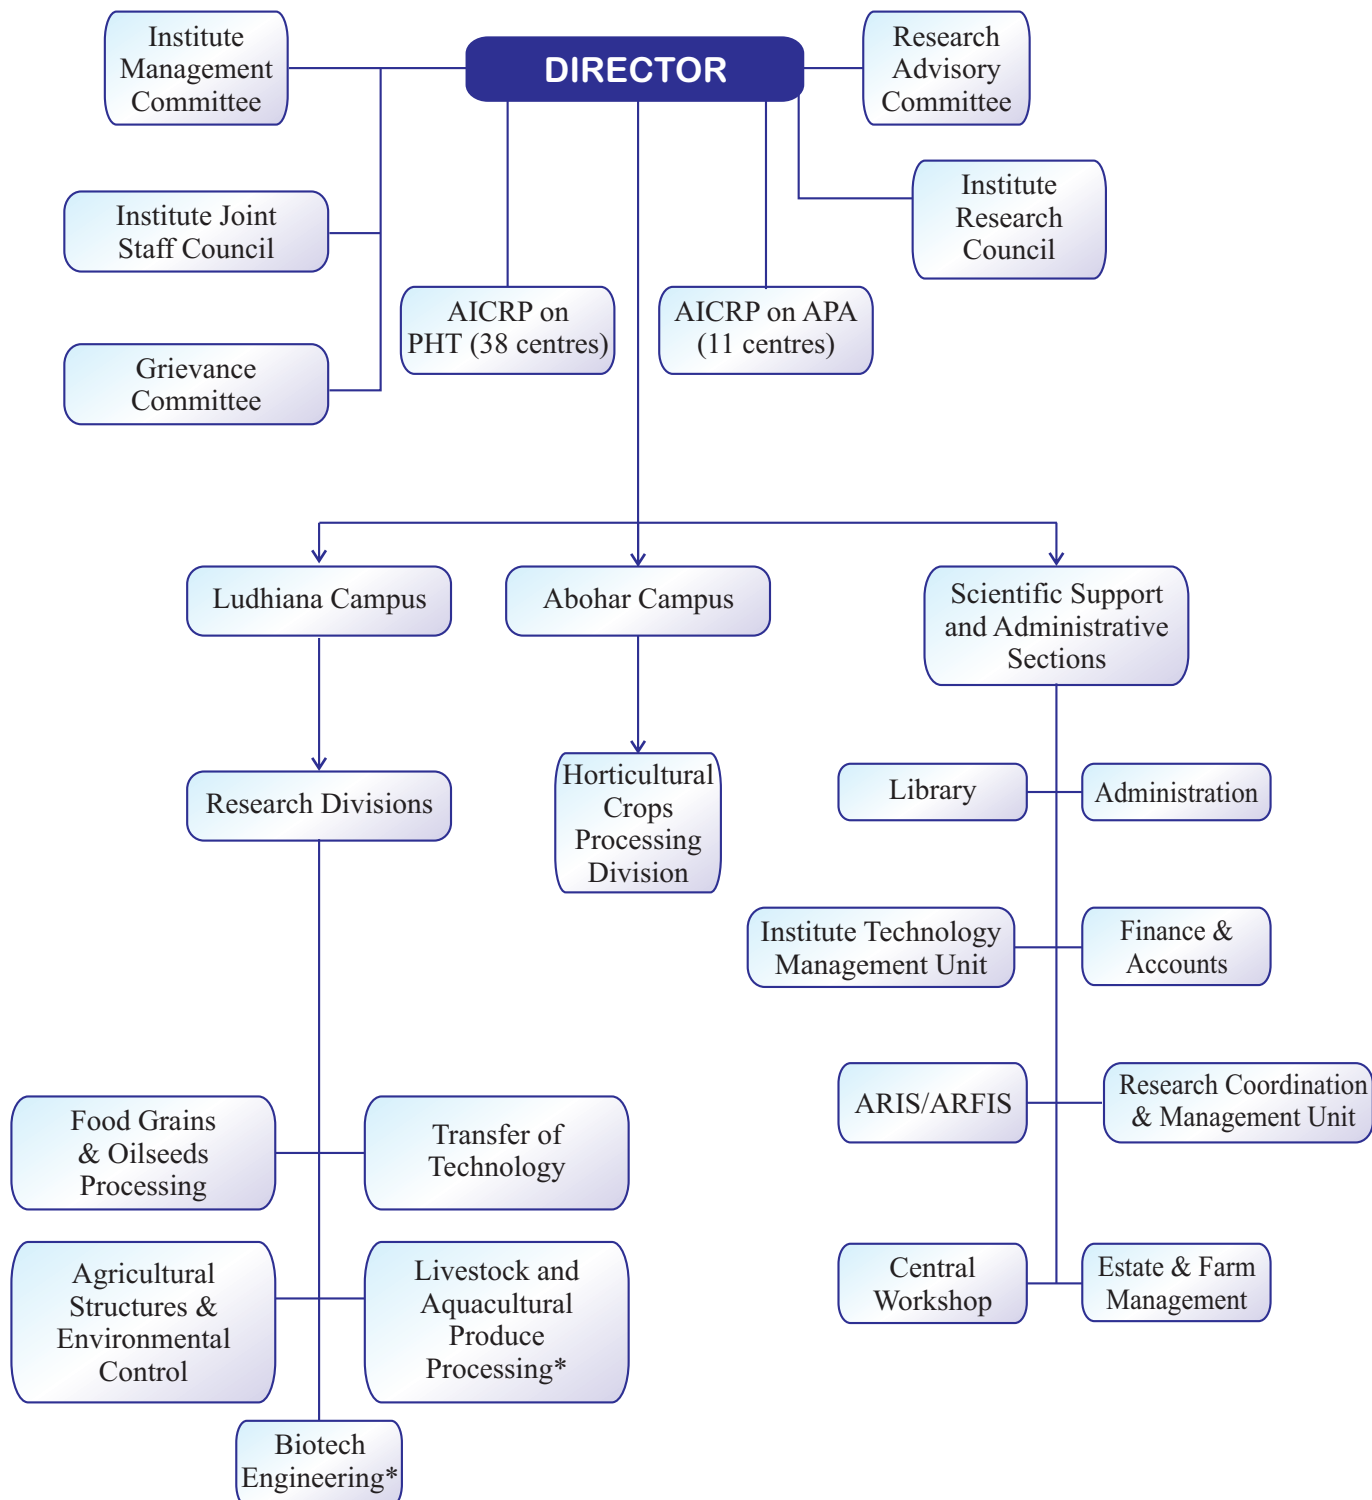 Institute
Management
Committee
DIRECTOR
Research
Advisory
Committee
Institute Joint
Staff Council
Institute
Research
Council
AICRP on
PHT (38 centres)
AICRP on APA
(11 centres)
Grievance
Committee
Ludhiana Campus
Abohar Campus
Scientific Support
and Administrative
Sections
Research Divisions
Horticultural
Crops
Processing
Division
Library
Administration
Institute Technology
Management Unit
Finance &
Accounts
ARIS/ARFIS
Research Coordination
& Management Unit
Food Grains
& Oilseeds
Processing
Transfer of
Technology
Agricultural
Structures &
Environmental
Control
Livestock and
Aquacultural
Produce
Processing*
Central
Workshop
Estate & Farm
Management
Biotech
Engineering*